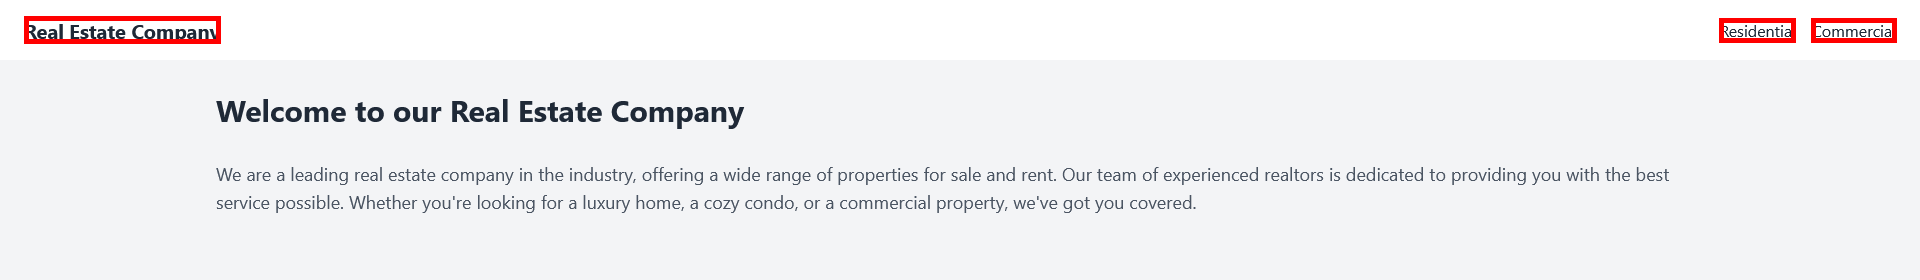 Real Estate Company
Residential
Commercial
Welcome to our Real Estate Company
We are a leading real estate company in the industry, offering a wide range of properties for sale and rent. Our team of experienced realtors is dedicated to providing you with the best
service possible. Whether you're looking for a luxury home, a cozy condo, or a commercial property, we've got you covered.